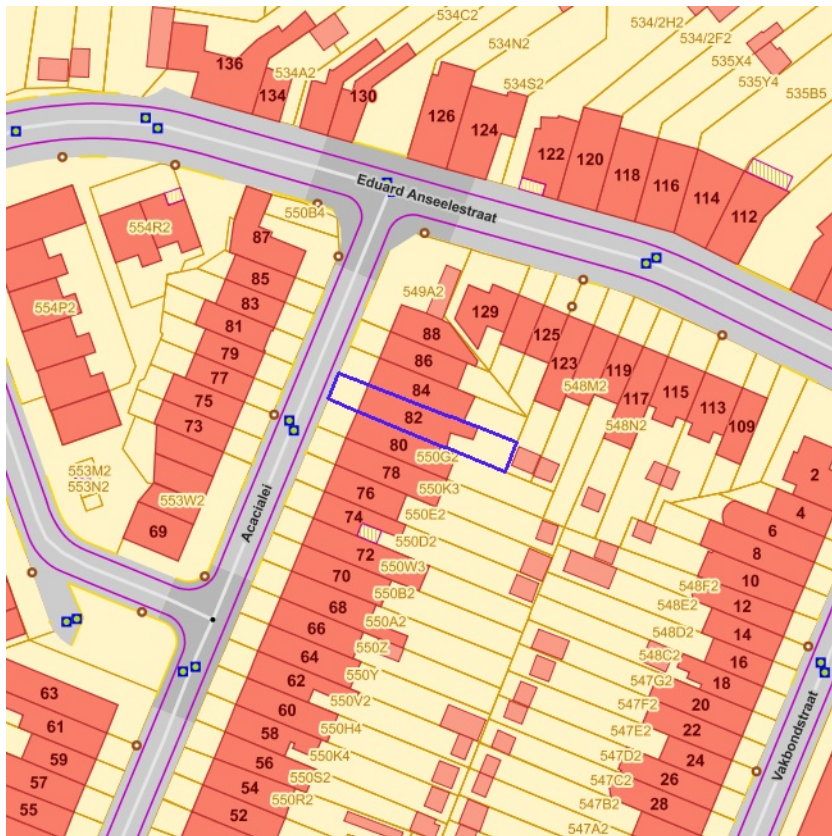 534C2
534/2H2
534N2
534/2F2
136
535X4
534A2
535Y4
534S2
134
130
126
124
535B5
122
120
118
116
114
112
Eduard Anseelestraat
550B4
554R2
87
85
549A2
83
554P2
129
81
88
125
79
86
123
119
77
84
548M2
117
115
75
82
113
73
548N2
109
80
550G2
553M2
78
2
553N2
550K3
553W2
76
4
550E2
74
6
Acacialei
69
550D2
72
8
550W3
70
10
548F2
550B2
68
548E2
12
550A2
66
548D2
14
550Z
64
548C2
16
550Y
547G2
18
62
63
550V2
547F2
20
60
61
550H4
547E2
22
58
59
550K4
547D2
24
56
57
550S2
547C2
26
54
55
550R2
547B2
28
52
547A2
Vakbondstraat